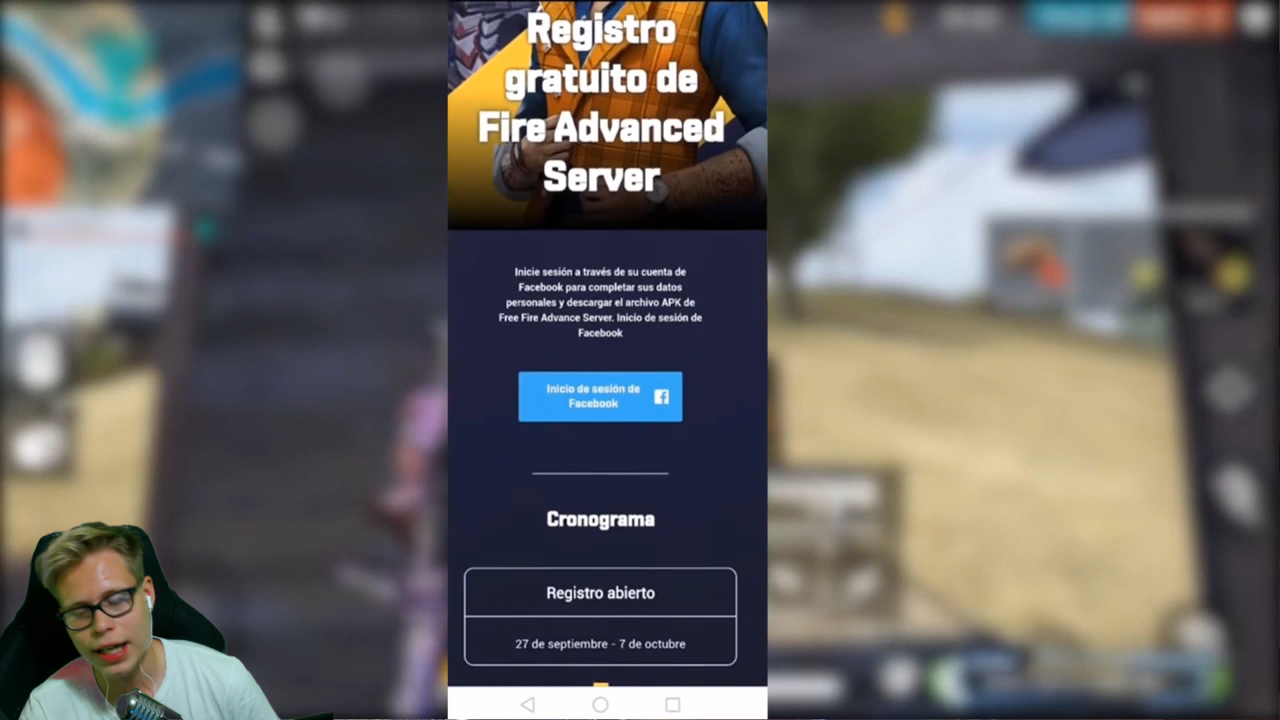 Registro
gratuito de
Fire Advanced
Server
Inicie sesión a través de su cuenta de
Facebook para completar sus datos
personales y descargar el archivo APK de
Free Fire Advance Server. Inicio de sesión de
Facebook
Inicio de sesión de
Facebook
Cronograma
Registro abierto
27 de septiembre - 7 de octubre